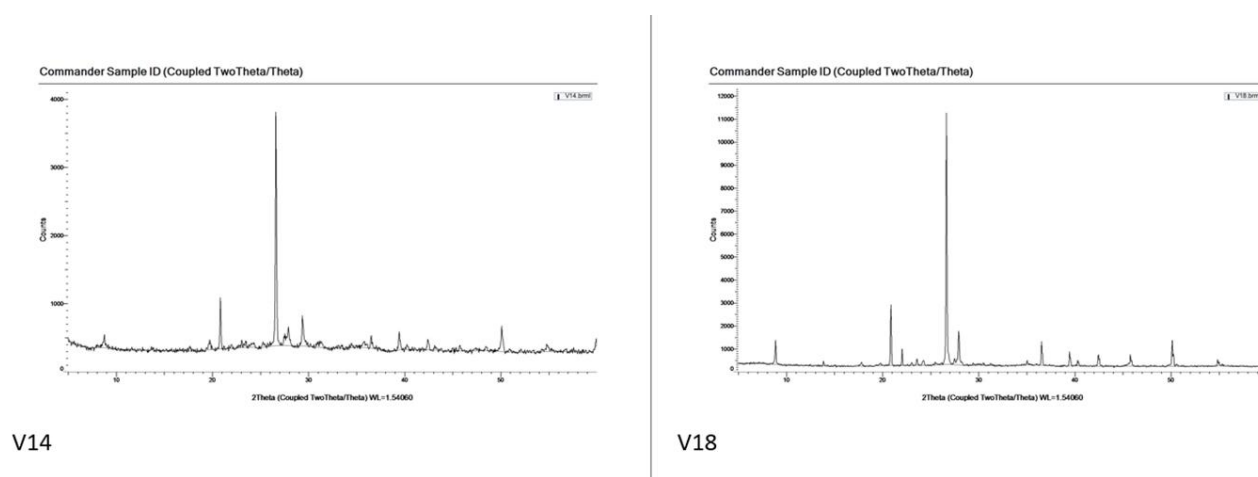 Commander Sample ID (Coupled TwoTheta/Theta)
V14.brml
4000
3000
2000
1000
0
Counts
10 20 30 40 50
2Theta (Coupled TwoTheta/Theta) WL=1.54060
V14
Commander Sample ID (Coupled TwoTheta/Theta)
V18.brm
12000
11000
10000
9000
8000
7000
6000
5000
4000
3000
2000
1000
0
Counts
10 20 30 40 50
2Theta (Coupled TwoTheta/Theta) WL=1.54060
V18